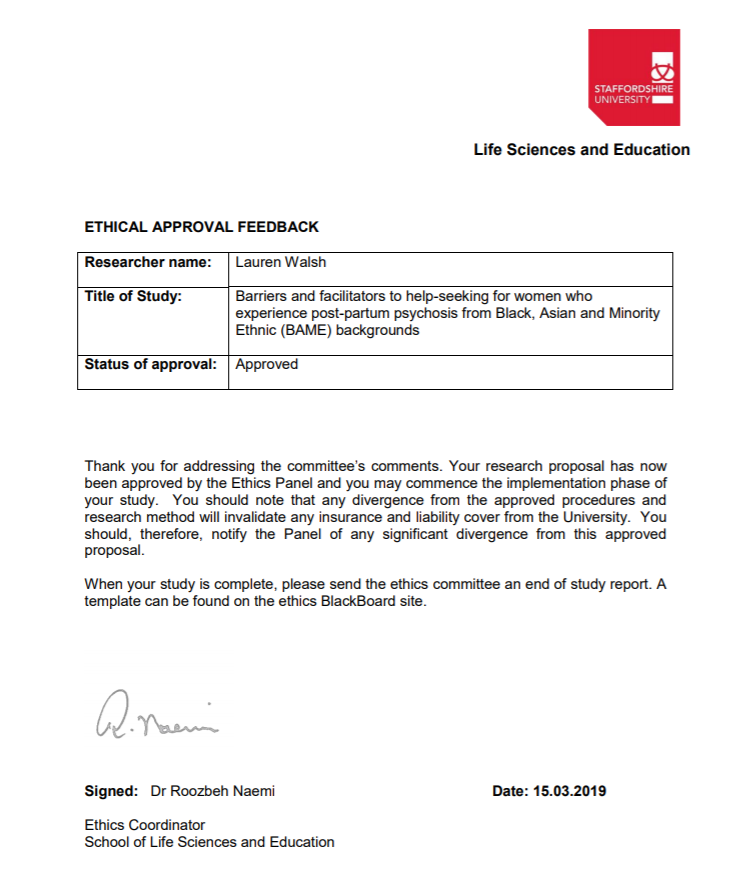 STAFFORDSHIRE
UNIVERSITY
Life Sciences and Education
ETHICAL APPROVAL FEEDBACK
Researcher name: Lauren Walsh
Title of Study: Barriers and facilitators to help-seeking for women who
experience post-partum psychosis from Black, Asian and Minority
Ethnic (BAME) backgrounds
Status of approval: Approved
Thank you for addressing the committee's comments. Your research proposal has now
been approved by the Ethics Panel and you may commence the implementation phase of
your study. You should note that any divergence from the approved procedures and
research method will invalidate any insurance and liability cover from the University. You
should, therefore, notify the Panel of any significant divergence from this approved
proposal.
When your study is complete, please send the ethics committee an end of study report. A
template can be found on the ethics BlackBoard site.
R. Naemi
Signed: Dr Roozbeh Naemi Date: 15.03.2019
Ethics Coordinator
School of Life Sciences and Education